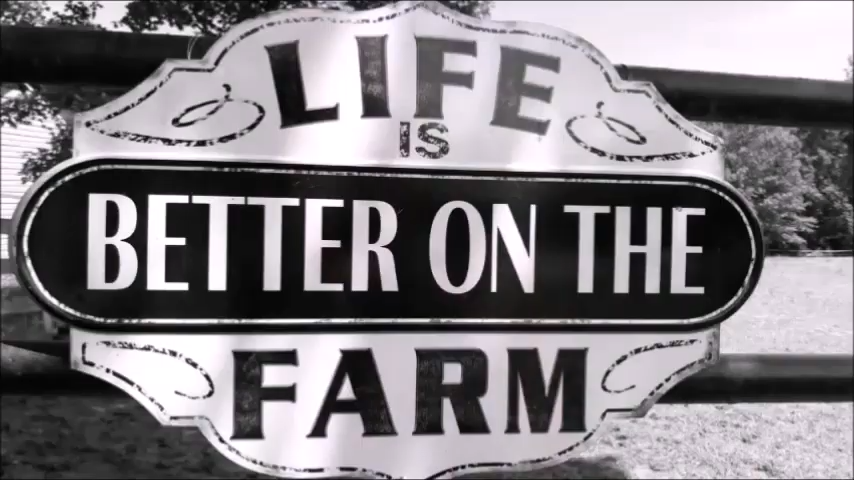 LIFE
IS
BETTER ON THE
FARM